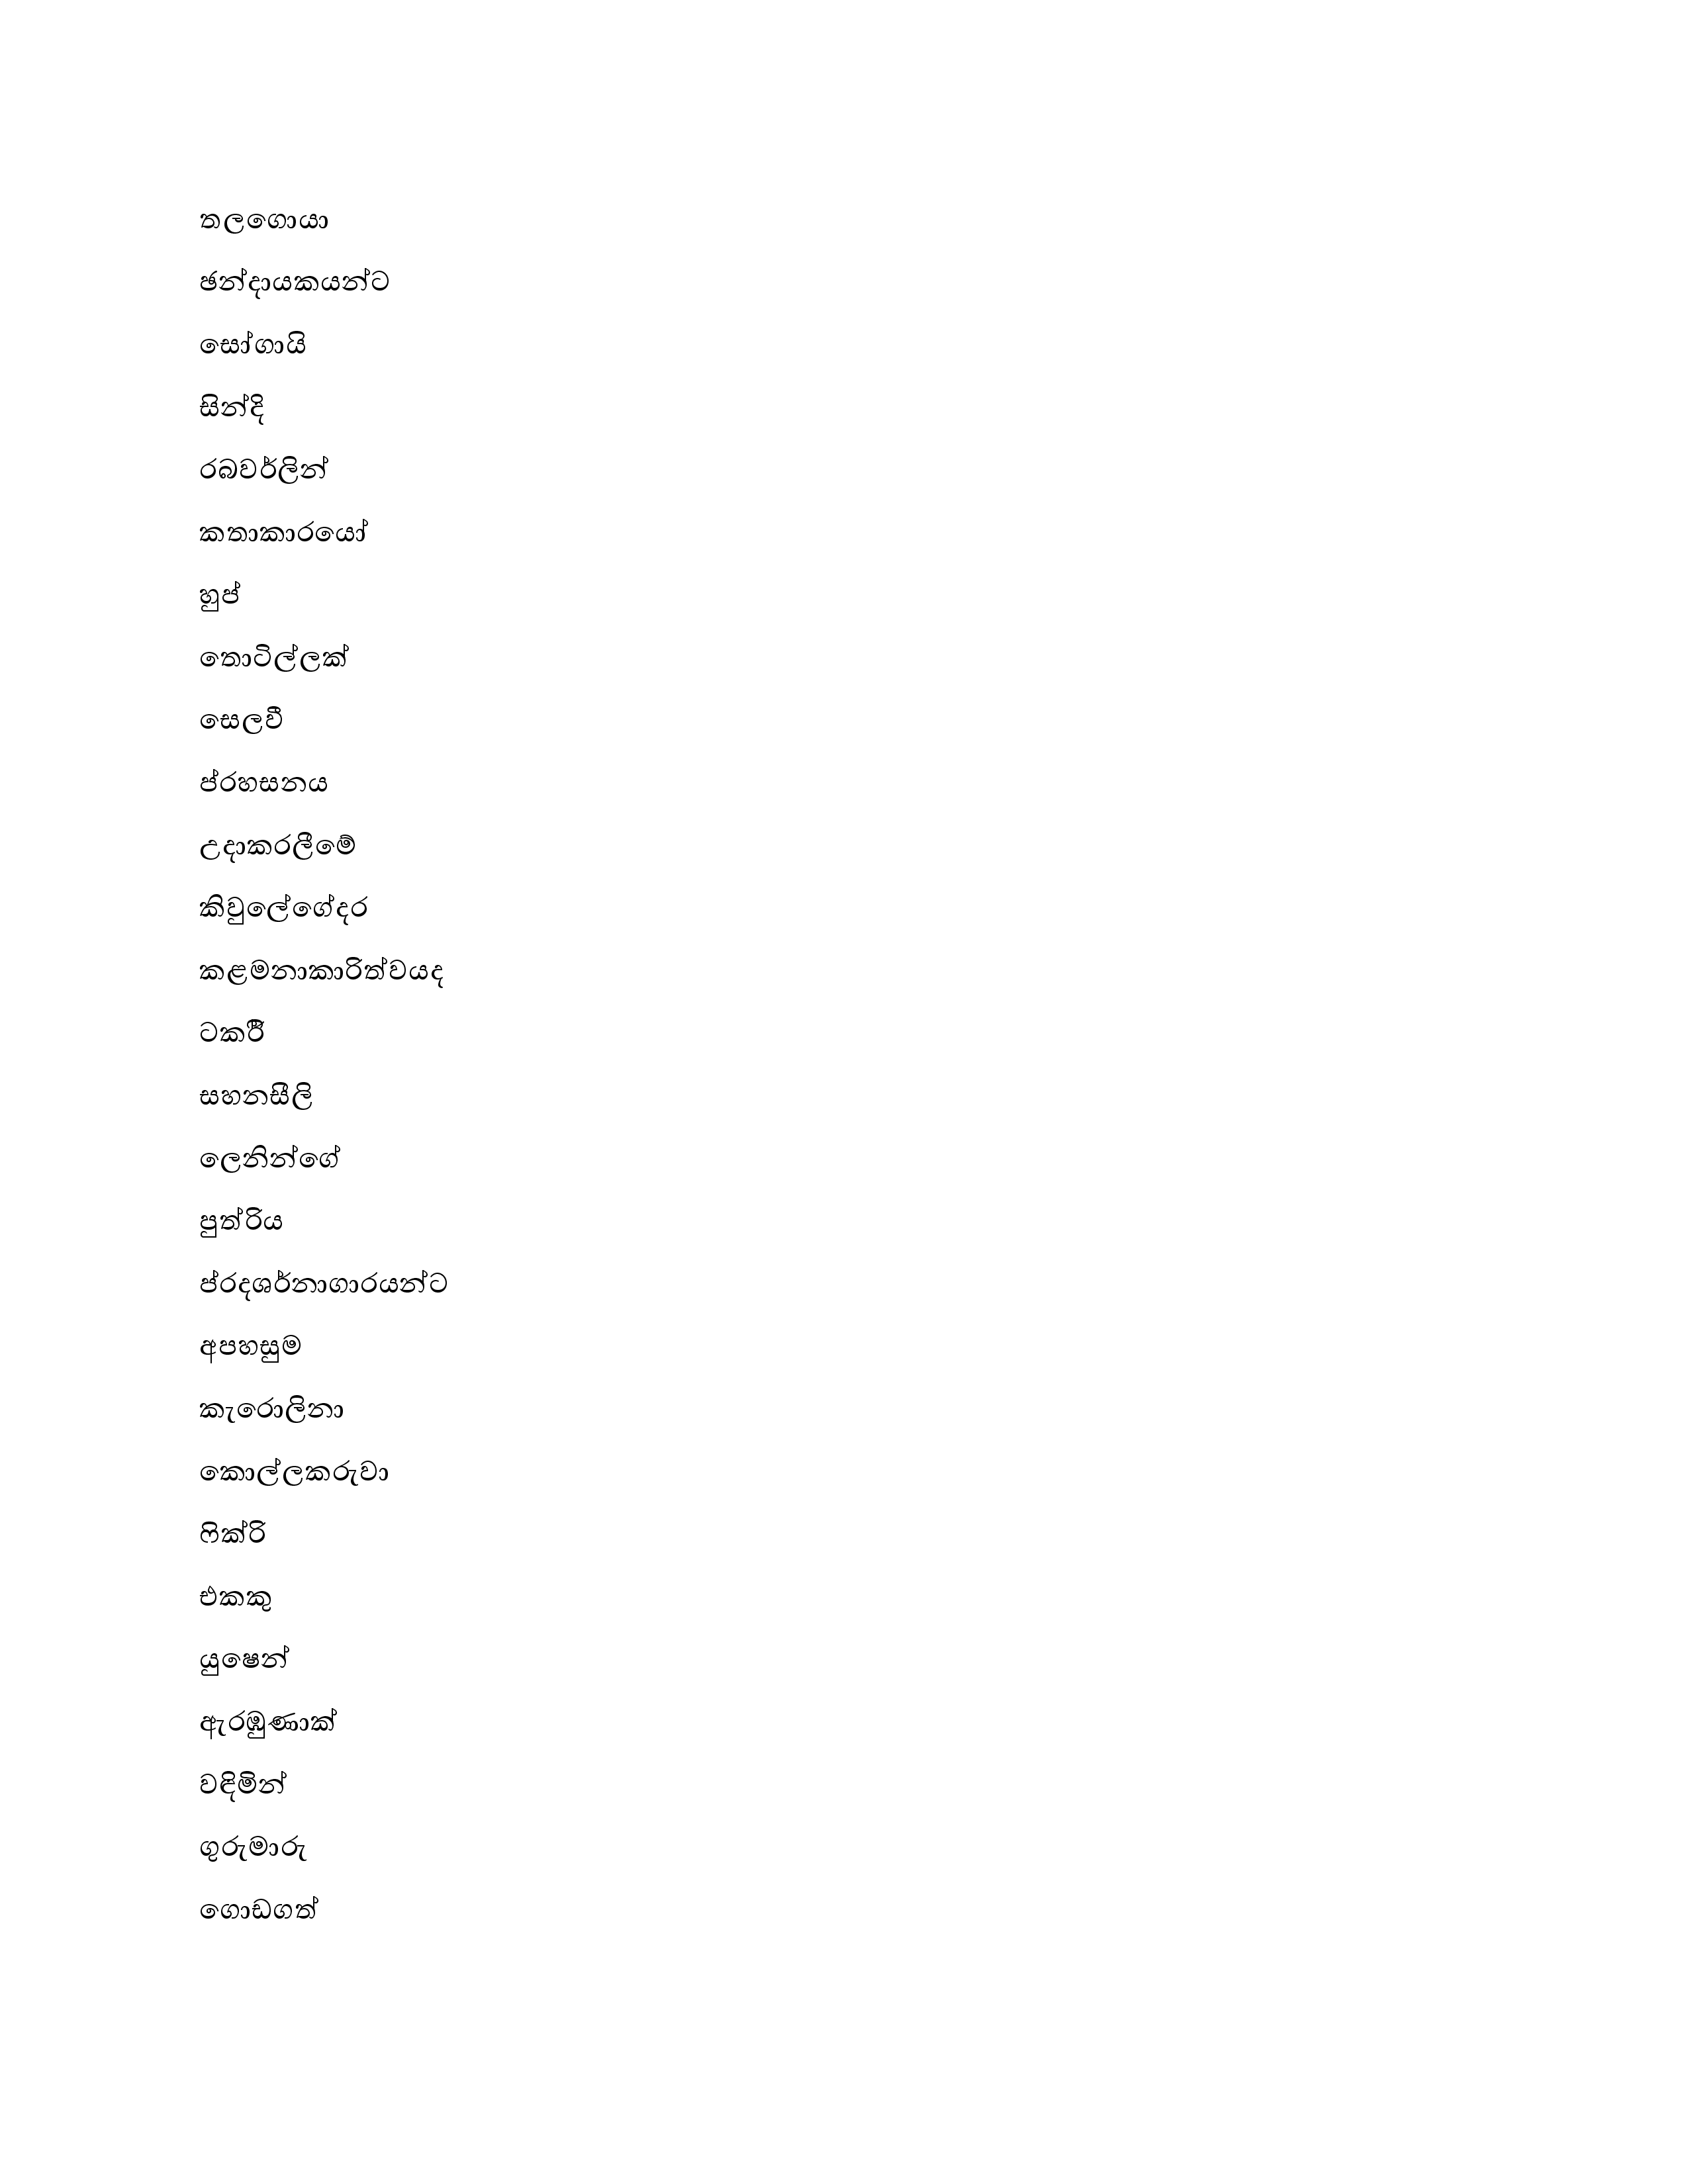 තලගොයා
ඡන්දායකයන්ට
සෝගායි
සින්දි
රබවර්ලින්
කතාකාරයෝ
හුප්
තොටිල්ලක්
සෙලවී
ප්රහසනය
උදාකරලීමේ
කිවුලේගේදර
කළමනාකාරිත්වයද
ටකර්ී
සහනසීලි
ලෙනින්ගේ
පුත්රිය
ප්රදශර්නාගාරයන්ට
අපහසුම
කැරොලිනා
කොල්ලකරුවා
ෆික්රි
එකකු
යුෂෙන්
ඇරඹුණාක්
වඳිමින්
ගුරුමාරු
ගොඩගත්